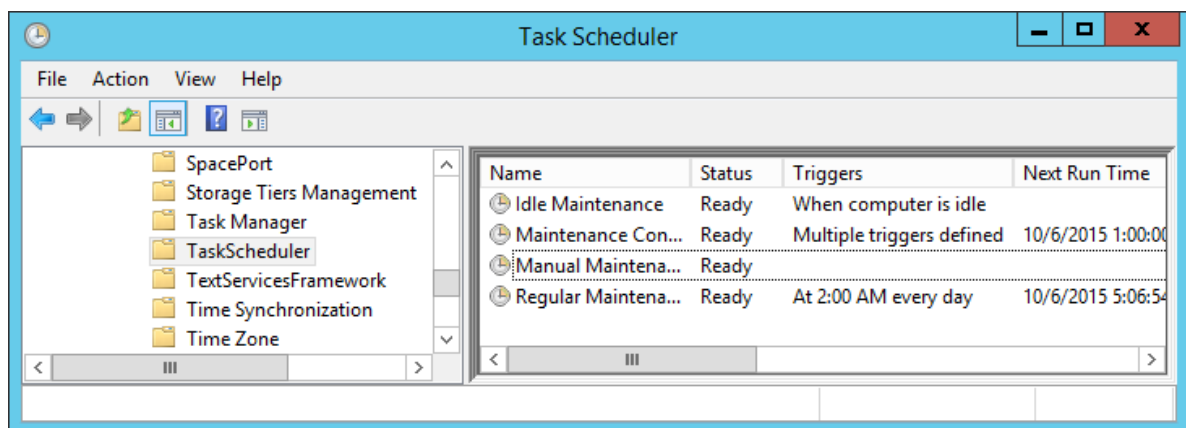 Task Scheduler
File Action View Help
SpacePort
Storage Tiers Management
Task Manager
TaskScheduler
TextServicesFramework
Time Synchronization
Time Zone
Name Status Triggers Next Run Time
Idle Maintenance Ready When computer is idle
Maintenance Con... Ready Multiple triggers defined 10/6/2015 1:00:00
Manual Maintena... Ready
Regular Maintena... Ready At 2:00 AM every day 10/6/2015 5:06:54